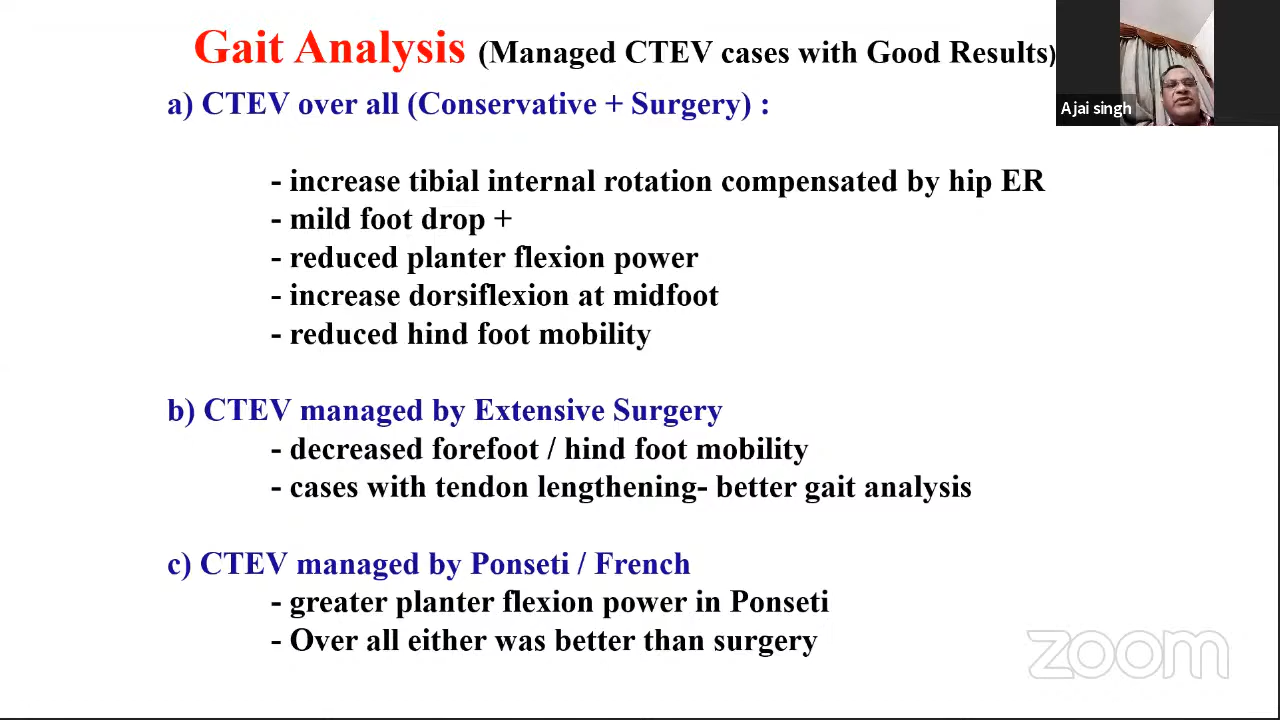 Gait Analysis (Managed CTEV cases with Good Results)
a) CTEV over all (Conservative + Surgery) :
- increase tibial internal rotation compensated by hip ER
- mild foot drop +
- reduced planter flexion power
- increase dorsiflexion at midfoot
- reduced hind foot mobility
b) CTEV managed by Extensive Surgery
- decreased forefoot / hind foot mobility
- cases with tendon lengthening- better gait analysis
c) CTEV managed by Ponseti / French
- greater planter flexion power in Ponseti
- Over all either was better than surgery
Ajai singh
zoom